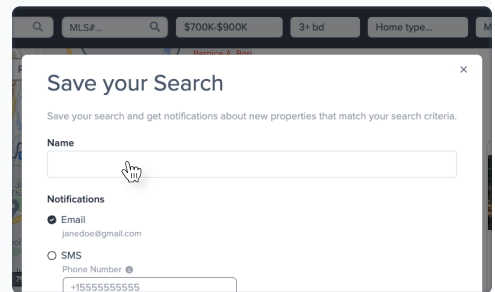 MLS#... $700K-$900K 3+ bd Home type... M
Save your Search
Save your search and get notifications about new properties that match your search criteria.
Name
Notifications
Email
janedoe@gmail.com
SMS
Phone Number
+15555555555